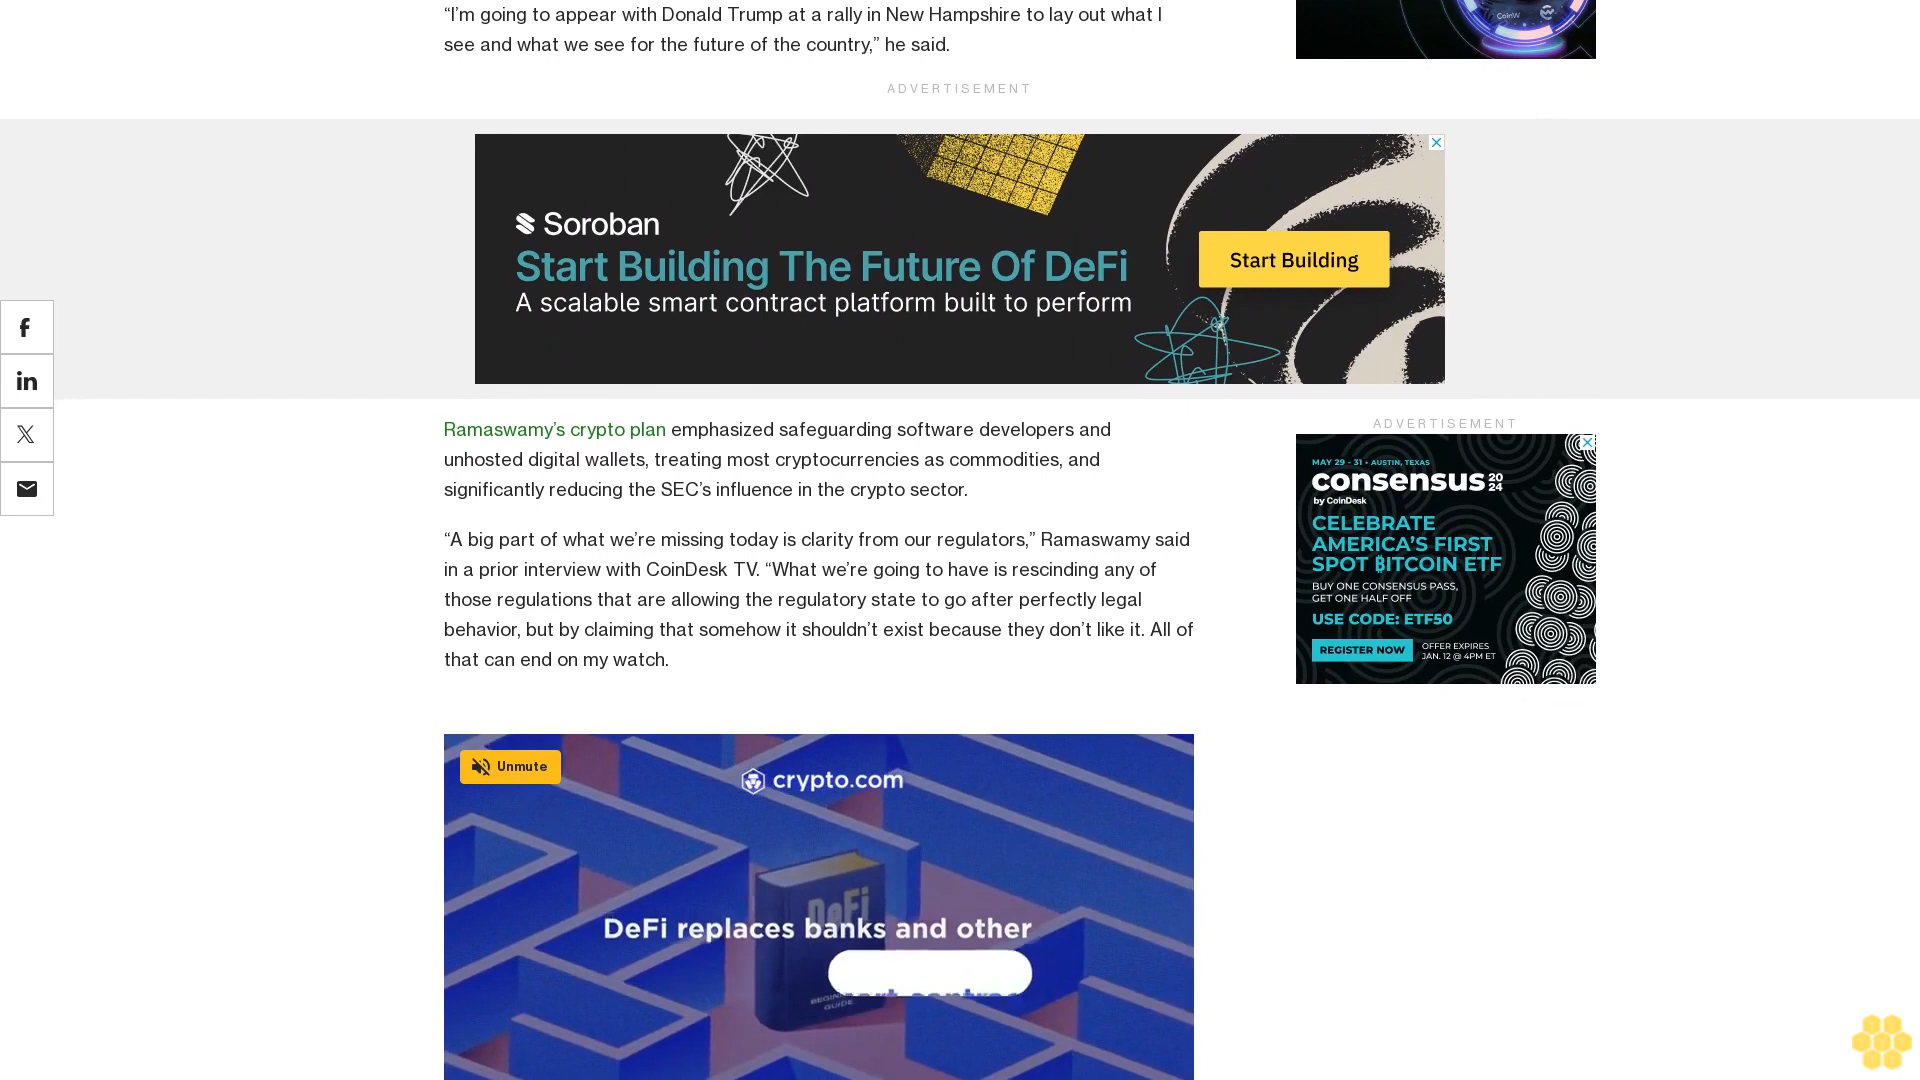 “I’m going to appear with Donald Trump at a rally in New Hampshire to lay out what I
see and what we see for the future of the country,” he said.
CoinW
ADVERTISEMENT
Soroban
Start Building The Future Of DeFi
A scalable smart contract platform built to perform
Start Building
Ramaswamy’s crypto plan emphasized safeguarding software developers and
unhosted digital wallets, treating most cryptocurrencies as commodities, and
significantly reducing the SEC’s influence in the crypto sector.
“A big part of what we’re missing today is clarity from our regulators,” Ramaswamy said
in a prior interview with CoinDesk TV. “What we’re going to have is rescinding any of
those regulations that are allowing the regulatory state to go after perfectly legal
behavior, but by claiming that somehow it shouldn’t exist because they don’t like it. All of
that can end on my watch.
ADVERTISEMENT
MAY 29 - 31 • AUSTIN, TEXAS
consensus 2024
by CoinDesk
CELEBRATE
AMERICA’S FIRST
SPOT ₿ITCOIN ETF
BUY ONE CONSENSUS PASS,
GET ONE HALF OFF
USE CODE: ETF50
REGISTER NOW
OFFER EXPIRES
JAN. 12 @ 4PM ET
Unmute
crypto.com
DeFi
DeFi replaces banks and other
GUIDE